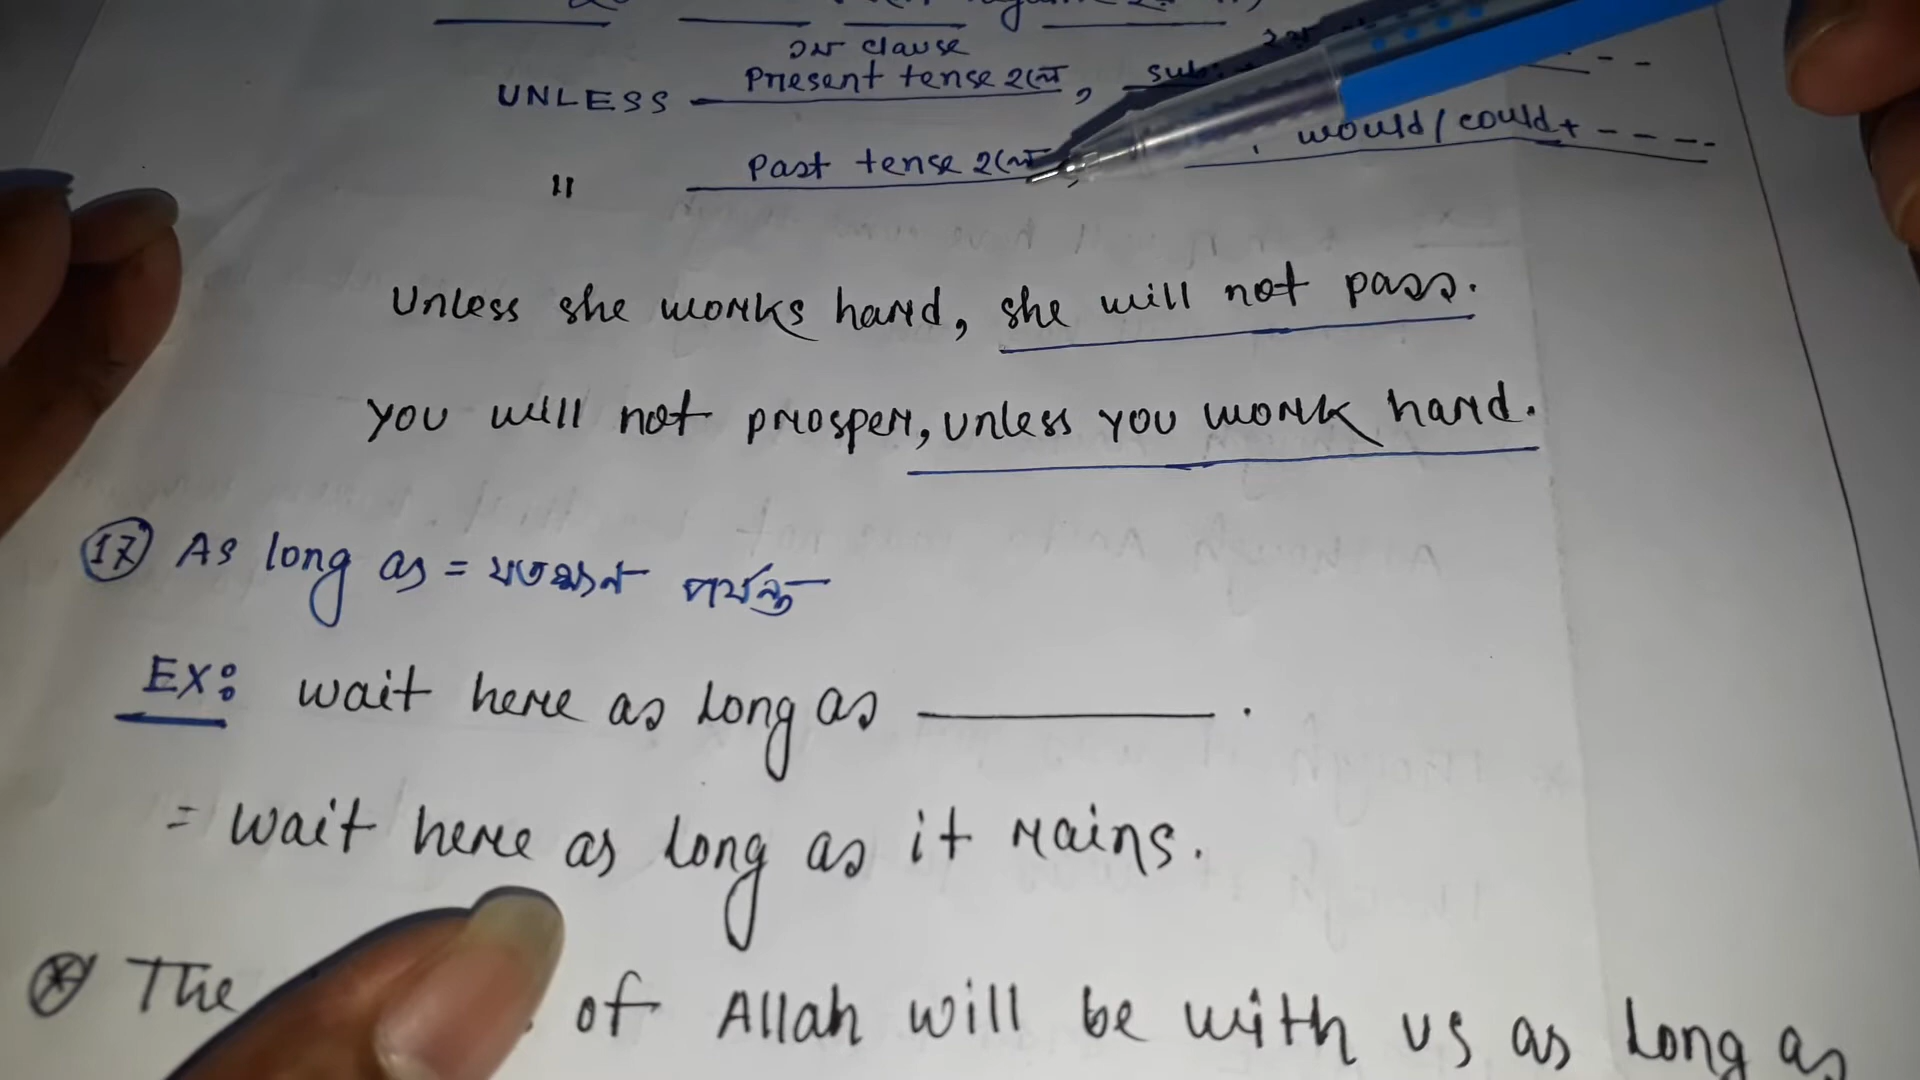 ১ম clause
UNLESS Present tense হলে, sub:
" Past tense হলে, would/could+ - - - -
Unless she works hard, she will not pass.
You will not prosper, unless you work hard.
17 As long as = যতক্ষণ পর্যন্ত
EX: wait here as long as ________ .
= wait here as long as it rains.
The of Allah will be with us as long as